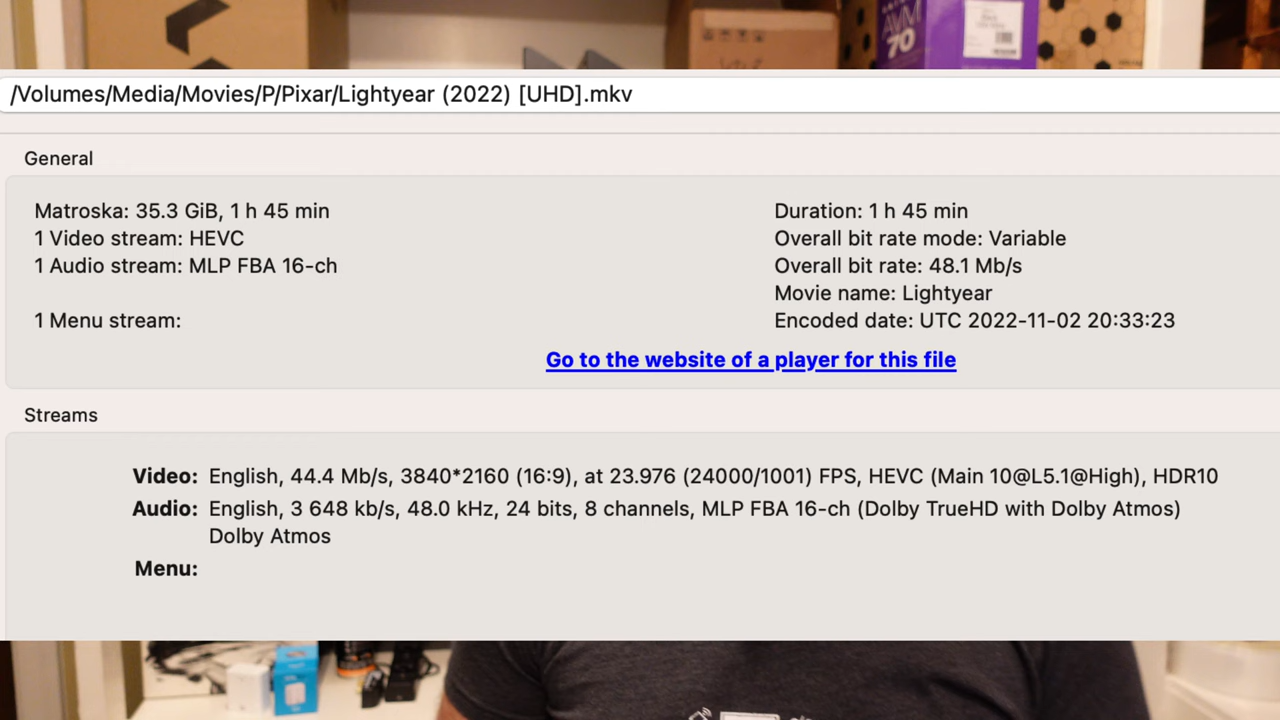 AVM
70
/Volumes/Media/Movies/P/Pixar/Lightyear (2022) [UHD].mkv
General
Matroska: 35.3 GiB, 1 h 45 min
1 Video stream: HEVC
1 Audio stream: MLP FBA 16-ch
1 Menu stream:
Duration: 1 h 45 min
Overall bit rate mode: Variable
Overall bit rate: 48.1 Mb/s
Movie name: Lightyear
Encoded date: UTC 2022-11-02 20:33:23
Go to the website of a player for this file
Streams
Video: English, 44.4 Mb/s, 3840*2160 (16:9), at 23.976 (24000/1001) FPS, HEVC (Main 10@L5.1@High), HDR10
Audio: English, 3 648 kb/s, 48.0 kHz, 24 bits, 8 channels, MLP FBA 16-ch (Dolby TrueHD with Dolby Atmos)
Dolby Atmos
Menu: